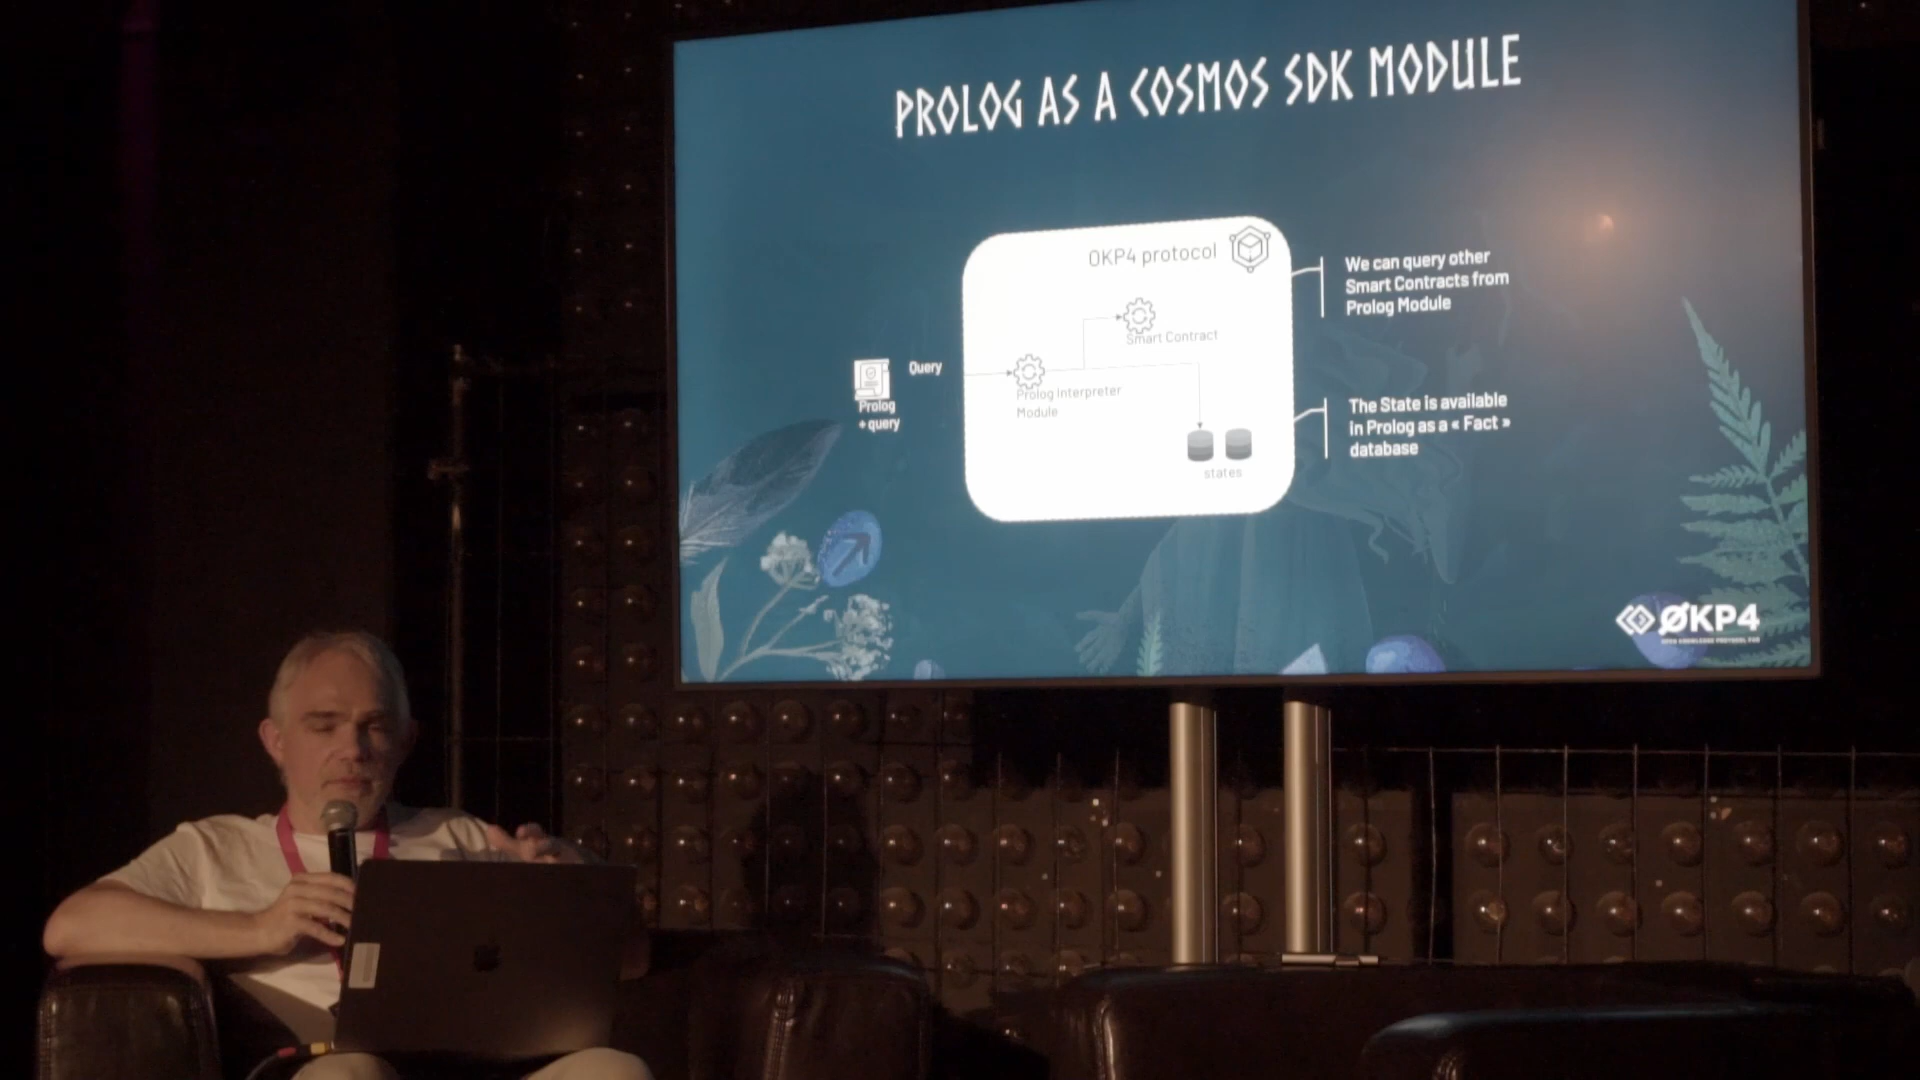 PROLOG AS A COSMOS SDK MODULE
OKP4 protocol
We can query other
Smart Contracts from
Prolog Module
Smart Contract
Query
Prolog
+ query
Prolog Interpreter
Module
The State is available
in Prolog as a « Fact »
database
states
ØKP4